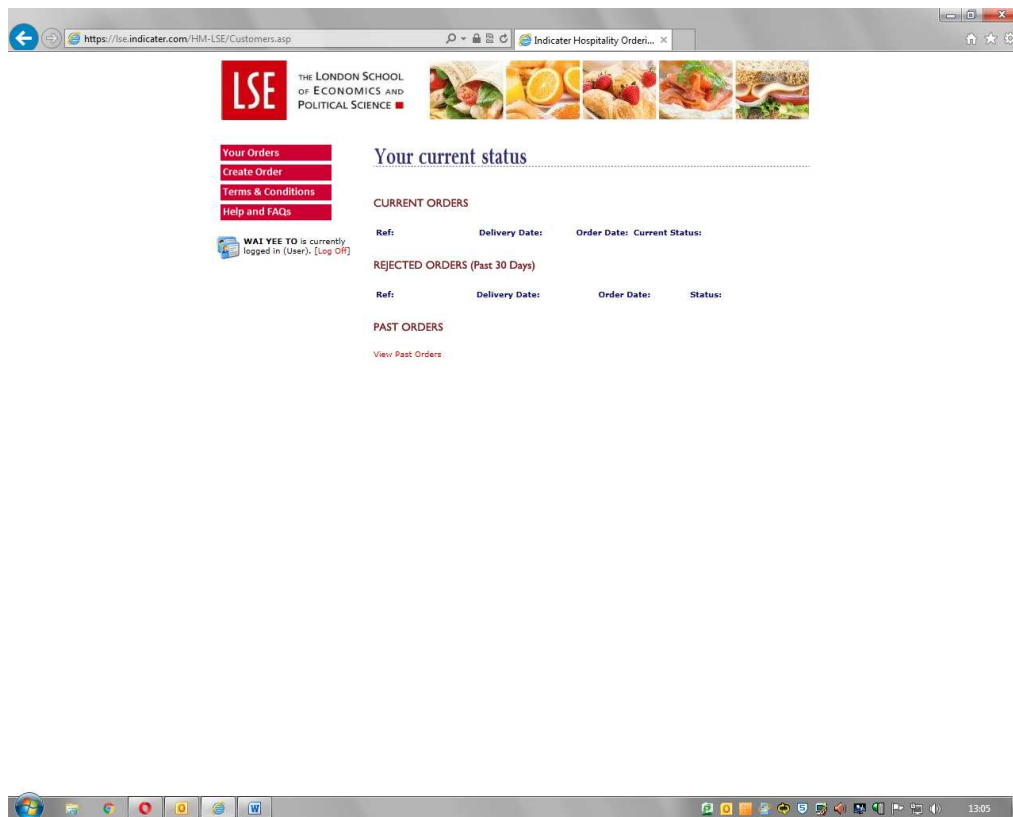 https://lse.indicater.com/HM-LSE/Customers.asp
Indicater Hospitality Orderi...
LSE
THE LONDON SCHOOL
OF ECONOMICS AND
POLITICAL SCIENCE
Your Orders
Create Order
Terms & Conditions
Help and FAQs
WAI YEE TO is currently
logged in (User). [Log Off]
Your current status
CURRENT ORDERS
Ref: Delivery Date: Order Date: Current Status:
REJECTED ORDERS (Past 30 Days)
Ref: Delivery Date: Order Date: Status:
PAST ORDERS
View Past Orders
13:05